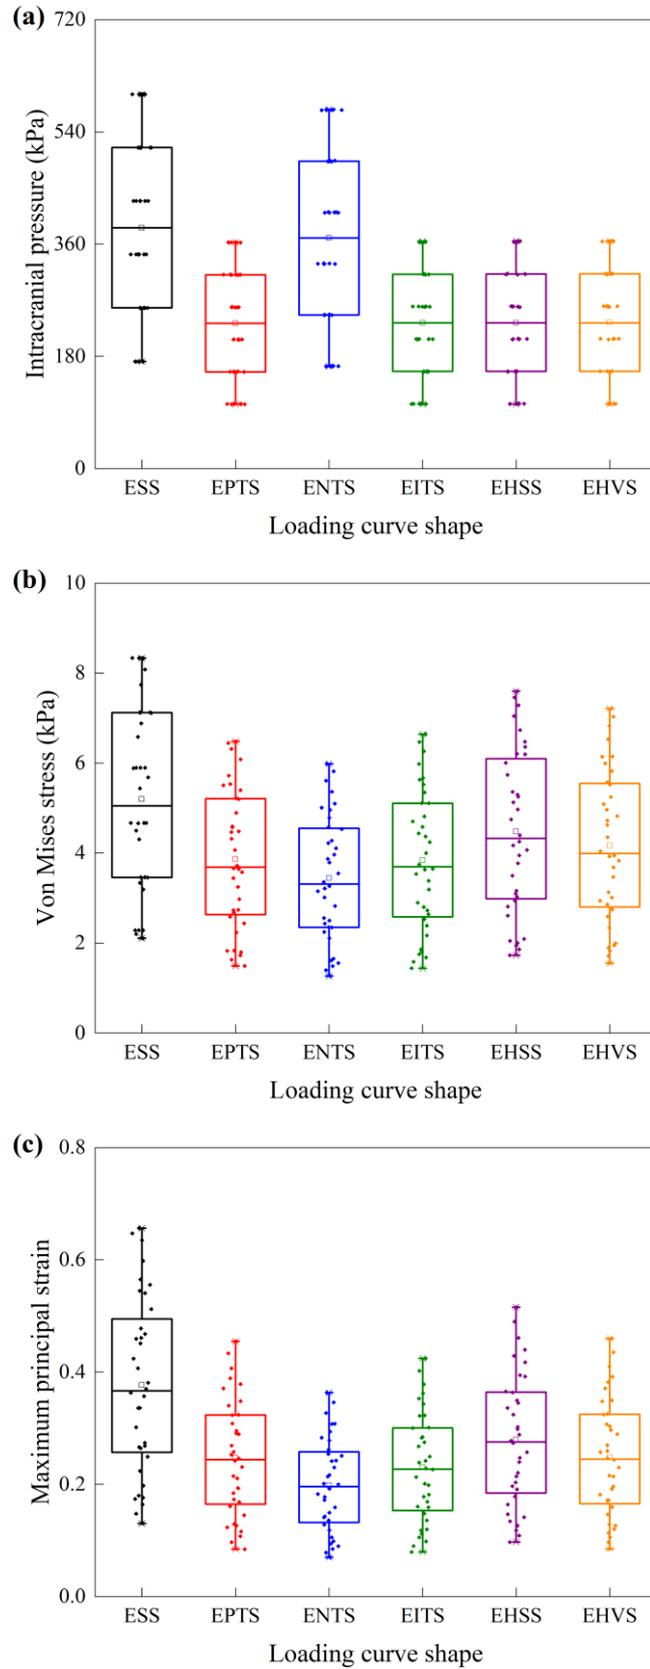 (a)
720
540
360
180
0
Intracranial pressure (kPa)
ESS EPTS ENTS EITS EHSS EHVS
Loading curve shape
(b)
10
8
6
4
2
0
Von Mises stress (kPa)
ESS EPTS ENTS EITS EHSS EHVS
Loading curve shape
(c)
0.8
0.6
0.4
0.2
0.0
Maximum principal strain
ESS EPTS ENTS EITS EHSS EHVS
Loading curve shape